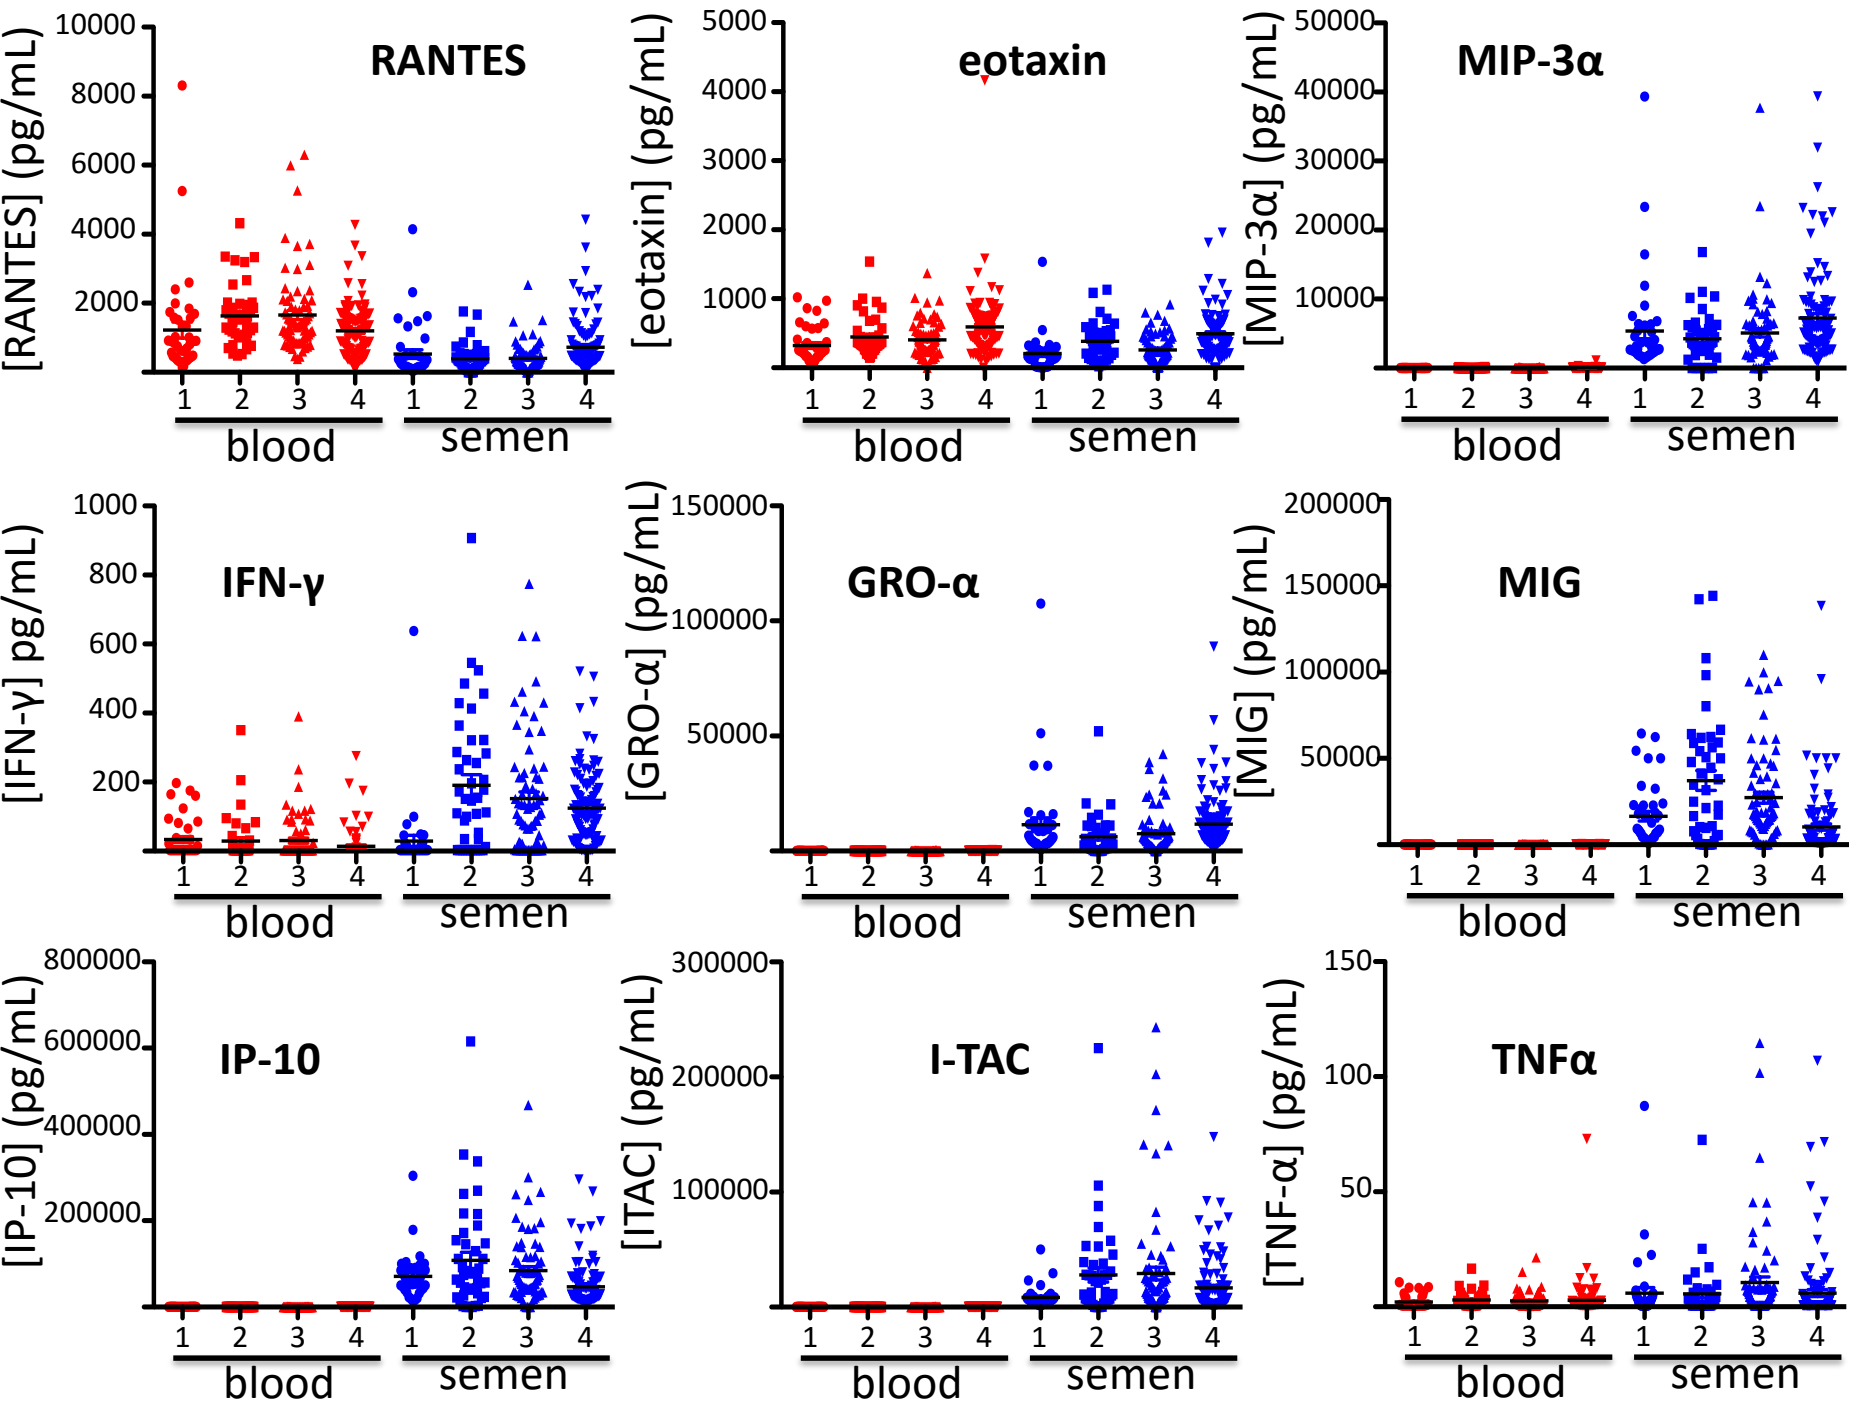 [RANTES] (pg/mL)
RANTES
10000
8000
6000
4000
2000
1 2 3 4 1 2 3 4
blood semen
[eotaxin] (pg/mL)
eotaxin
5000
4000
3000
2000
1000
1 2 3 4 1 2 3 4
blood semen
[MIP-3α] (pg/mL)
MIP-3α
50000
40000
30000
20000
10000
1 2 3 4 1 2 3 4
blood semen
[IFN-γ] pg/mL)
IFN-γ
1000
800
600
400
200
1 2 3 4 1 2 3 4
blood semen
[GRO-α] (pg/mL)
GRO-α
150000
100000
50000
1 2 3 4 1 2 3 4
blood semen
[MIG] (pg/mL)
MIG
200000
150000
100000
50000
1 2 3 4 1 2 3 4
blood semen
[IP-10] (pg/mL)
IP-10
800000
600000
400000
200000
1 2 3 4 1 2 3 4
blood semen
[ITAC] (pg/mL)
I-TAC
300000
200000
100000
1 2 3 4 1 2 3 4
blood semen
[TNF-α] (pg/mL)
TNFα
150
100
50
1 2 3 4 1 2 3 4
blood semen